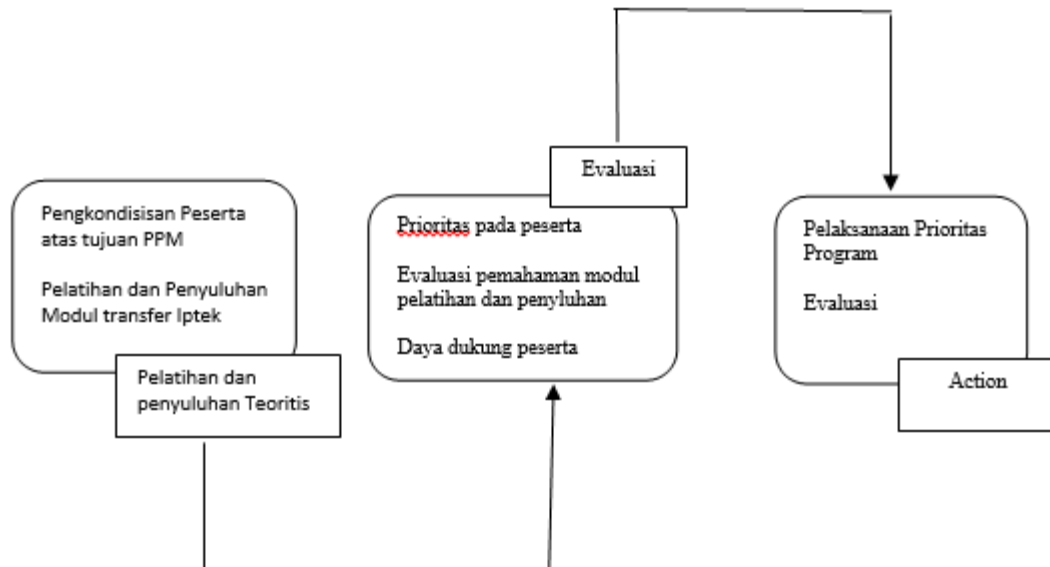 Pengkondisisan Peserta
atas tujuan PPM
Pelatihan dan Penyuluhan
Modul transfer Iptek
Pelatihan dan
penyuluhan Teoritis
Evaluasi
Prioritas pada peserta
Evaluasi pemahaman modul
pelatihan dan penyluhan
Daya dukung peserta
Pelaksanaan Prioritas
Program
Evaluasi
Action